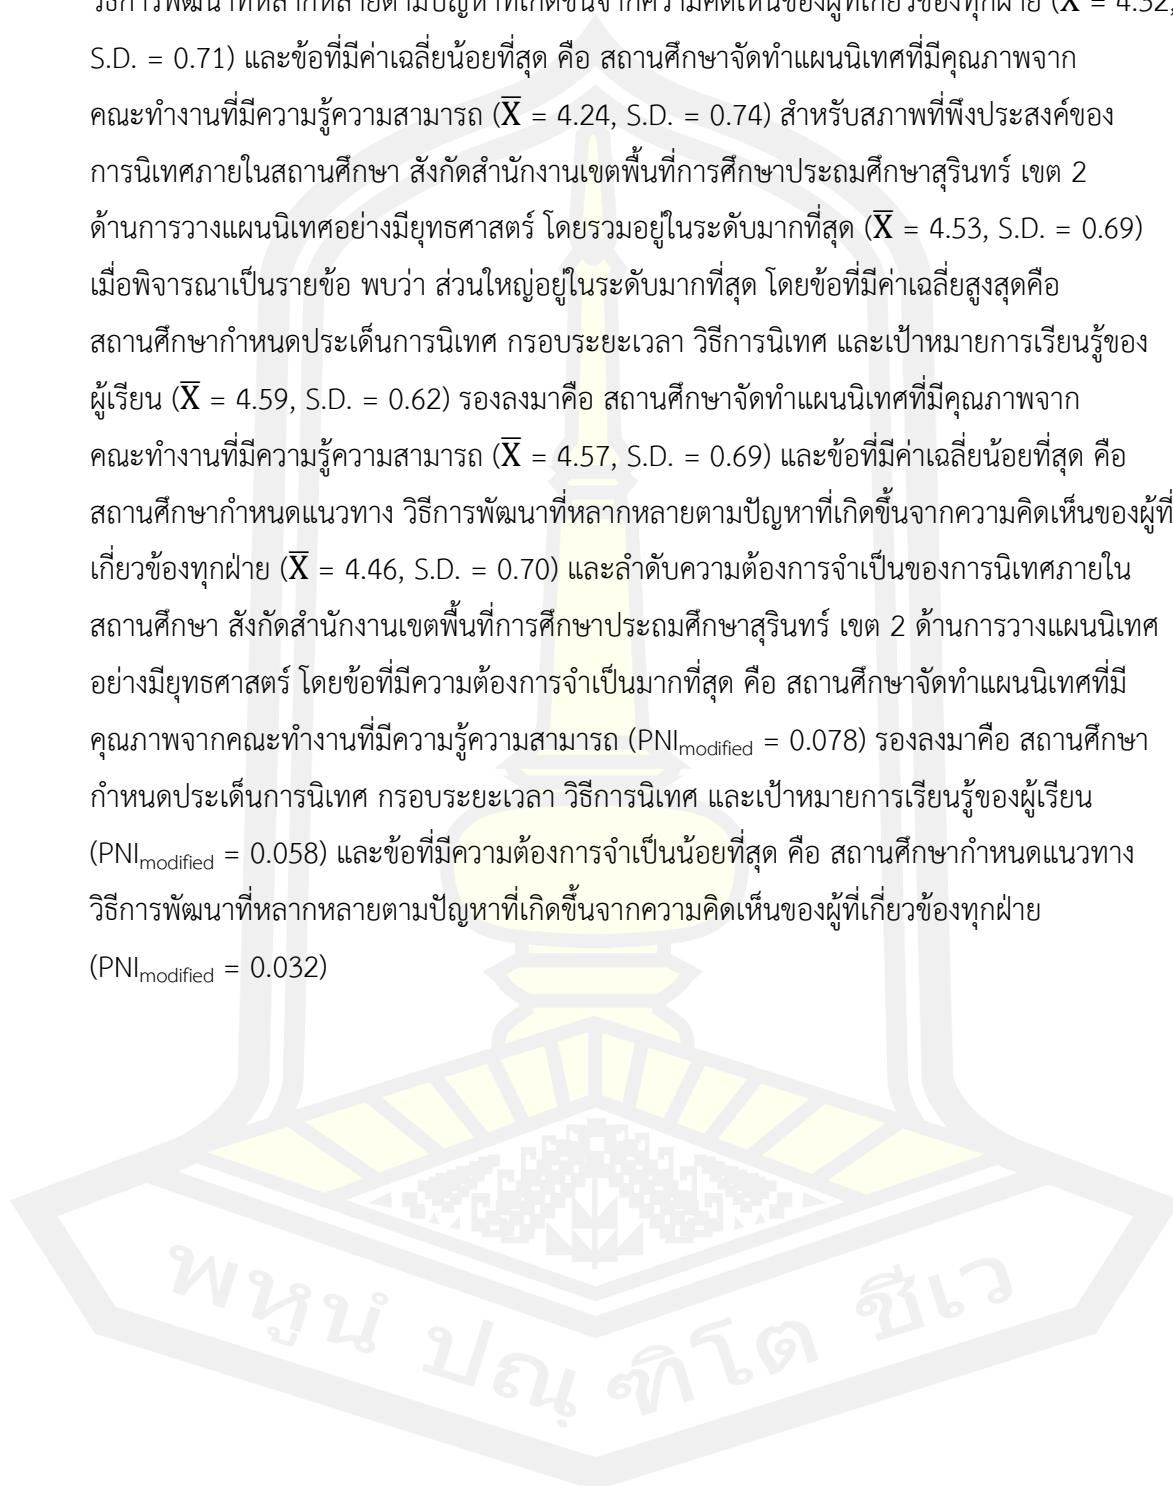 วิธีการพัฒนาที่หลากหลายตามปัญหาที่เกิดขึ้นจากความคิดเห็นของผู้ที่เกี่ยวข้องทุกฝ่าย (X̅ = 4.32,
S.D. = 0.71) และข้อที่มีค่าเฉลี่ยน้อยที่สุด คือ สถานศึกษาจัดทำแผนนิเทศที่มีคุณภาพจาก
คณะทำงานที่มีความรู้ความสามารถ (X̅ = 4.24, S.D. = 0.74) สำหรับสภาพที่พึงประสงค์ของ
การนิเทศภายในสถานศึกษา สังกัดสำนักงานเขตพื้นที่การศึกษาประถมศึกษาสุรินทร์ เขต 2
ด้านการวางแผนนิเทศอย่างมียุทธศาสตร์ โดยรวมอยู่ในระดับมากที่สุด (X̅ = 4.53, S.D. = 0.69)
เมื่อพิจารณาเป็นรายข้อ พบว่า ส่วนใหญ่อยู่ในระดับมากที่สุด โดยข้อที่มีค่าเฉลี่ยสูงสุดคือ
สถานศึกษากำหนดประเด็นการนิเทศ กรอบระยะเวลา วิธีการนิเทศ และเป้าหมายการเรียนรู้ของ
ผู้เรียน (X̅ = 4.59, S.D. = 0.62) รองลงมาคือ สถานศึกษาจัดทำแผนนิเทศที่มีคุณภาพจาก
คณะทำงานที่มีความรู้ความสามารถ (X̅ = 4.57, S.D. = 0.69) และข้อที่มีค่าเฉลี่ยน้อยที่สุด คือ
สถานศึกษากำหนดแนวทาง วิธีการพัฒนาที่หลากหลายตามปัญหาที่เกิดขึ้นจากความคิดเห็นของผู้ที่
เกี่ยวข้องทุกฝ่าย (X̅ = 4.46, S.D. = 0.70) และลำดับความต้องการจำเป็นของการนิเทศภายใน
สถานศึกษา สังกัดสำนักงานเขตพื้นที่การศึกษาประถมศึกษาสุรินทร์ เขต 2 ด้านการวางแผนนิเทศ
อย่างมียุทธศาสตร์ โดยข้อที่มีความต้องการจำเป็นมากที่สุด คือ สถานศึกษาจัดทำแผนนิเทศที่มี
คุณภาพจากคณะทำงานที่มีความรู้ความสามารถ (PNImodified = 0.078) รองลงมาคือ สถานศึกษา
กำหนดประเด็นการนิเทศ กรอบระยะเวลา วิธีการนิเทศ และเป้าหมายการเรียนรู้ของผู้เรียน
(PNImodified = 0.058) และข้อที่มีความต้องการจำเป็นน้อยที่สุด คือ สถานศึกษากำหนดแนวทาง
วิธีการพัฒนาที่หลากหลายตามปัญหาที่เกิดขึ้นจากความคิดเห็นของผู้ที่เกี่ยวข้องทุกฝ่าย
(PNImodified = 0.032)
พหูนํ ปณฺฑิโต ชีเว